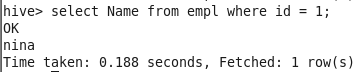 hive> select Name from empl where id = 1;
OK
nina
Time taken: 0.188 seconds, Fetched: 1 row(s)